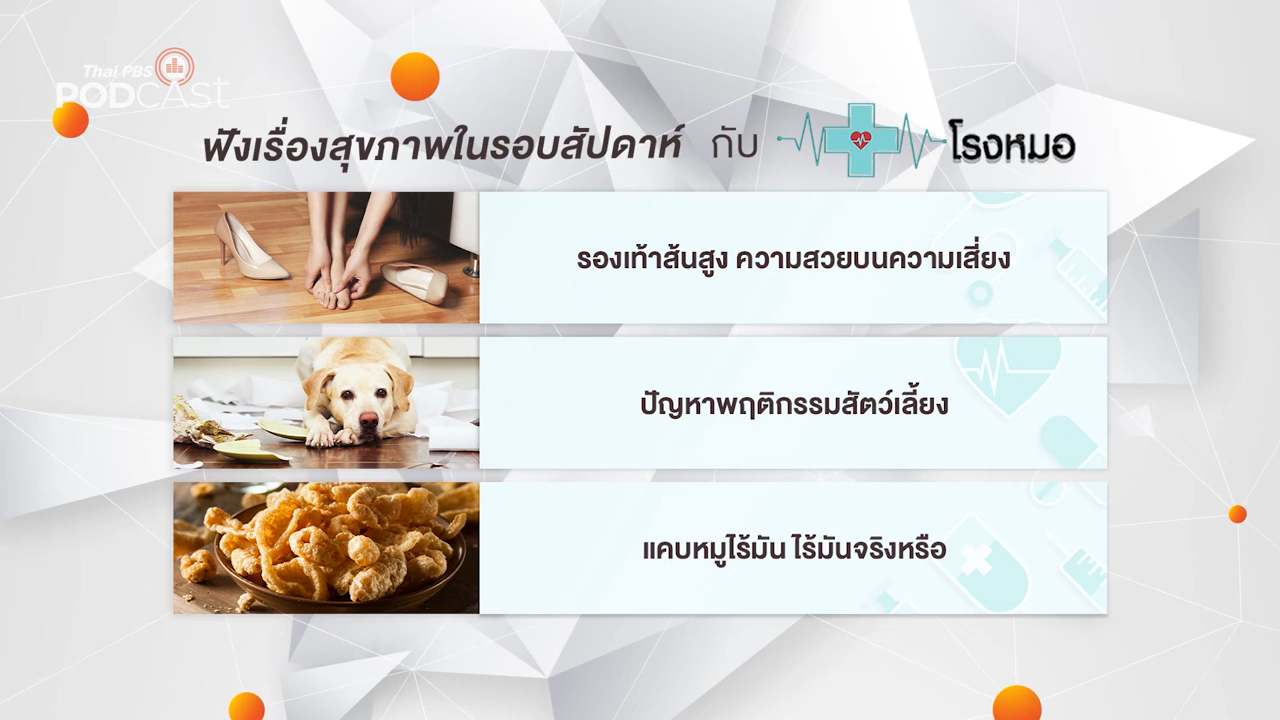 Thai PBS
PODCAST
ฟังเรื่องสุขภาพในรอบสัปดาห์ กับ โรงหมอ
รองเท้าส้นสูง ความสวยบนความเสี่ยง
ปัญหาพฤติกรรมสัตว์เลี้ยง
แคบหมูไร้มัน ไร้มันจริงหรือ